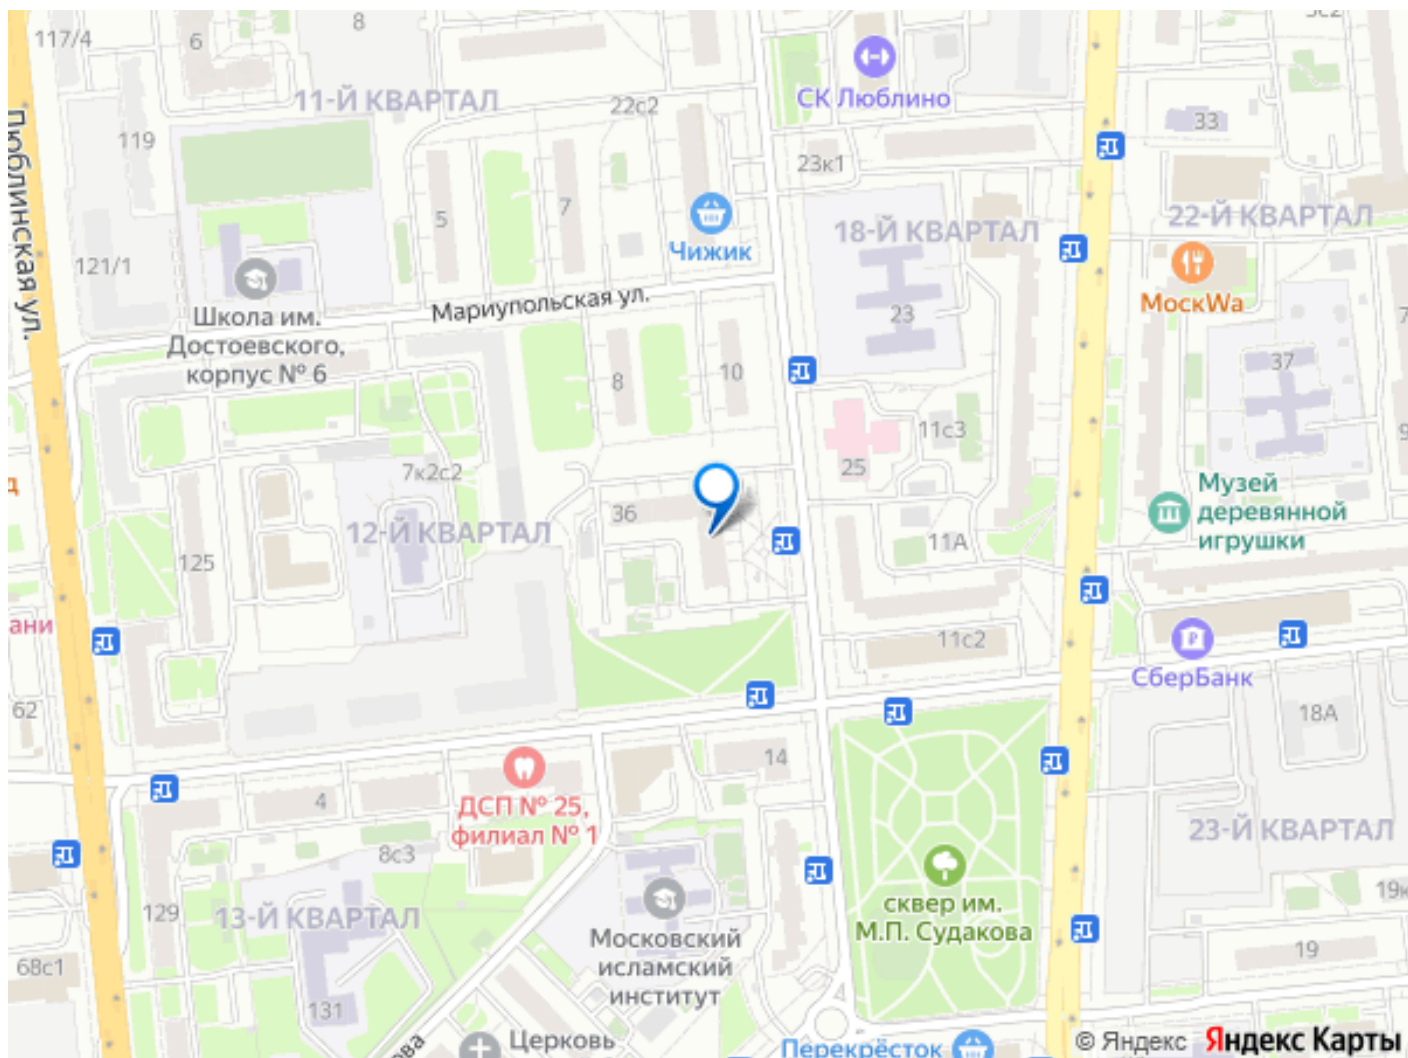 8
117/4
6
СК Люблино
11-Й КВАРТАЛ
22с2
33
119
23к1
Люблинская ул.
5
7
22-Й КВАРТАЛ
18-Й КВАРТАЛ
Чижик
121/1
МоскWa
Мариупольская ул.
23
Школа им.
Достоевского,
корпус № 6
37
8
10
11с3
7к2с2
25
Музей
деревянной
игрушки
36
12-Й КВАРТАЛ
11А
125
ани
11с2
СберБанк
62
18А
14
4
ДСП № 25,
филиал № 1
23-Й КВАРТАЛ
8с3
19к
129
13-Й КВАРТАЛ
сквер им.
М.П. Судакова
Московский
исламский
институт
19
68с1
131
Церковь
ова
Перекрёсток
© Яндекс Яндекс Карты